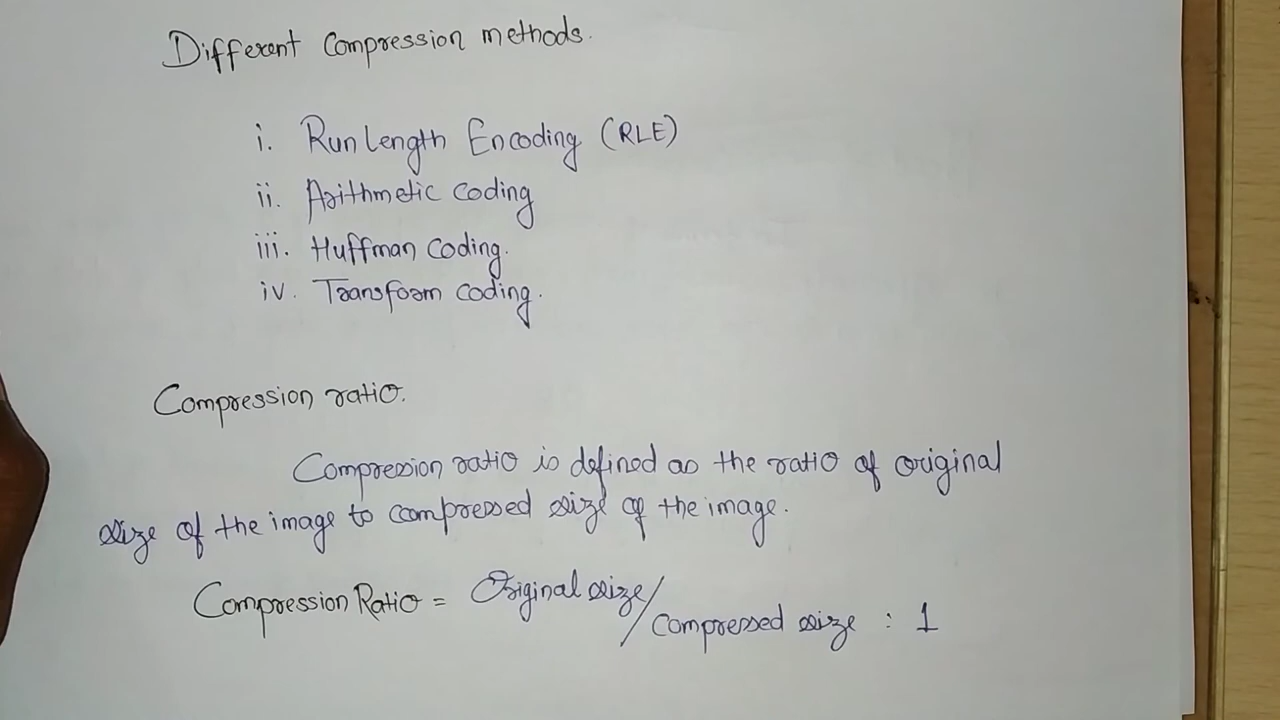 Different Compression methods.
i. Run length Encoding (RLE)
ii. Arithmetic Coding
iii. Huffman Coding.
iv. Transform Coding.
Compression ratio.
Compression ratio is defined as the ratio of original
size of the image to compressed size of the image.
Compression Ratio = Original size/Compressed size : 1